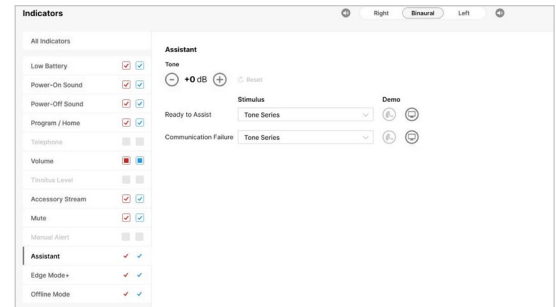 Indicators
Right Binaural Left
All Indicators
Assistant
Low Battery
Tone
Power-On Sound
+0 dB Reset
Power-Off Sound
Stimulus Demo
Program / Home
Ready to Assist Tone Series
Telephone
Communication Failure Tone Series
Volume
Tinnitus Level
Accessory Stream
Mute
Manual Alert
Assistant
Edge Mode+
Offline Mode